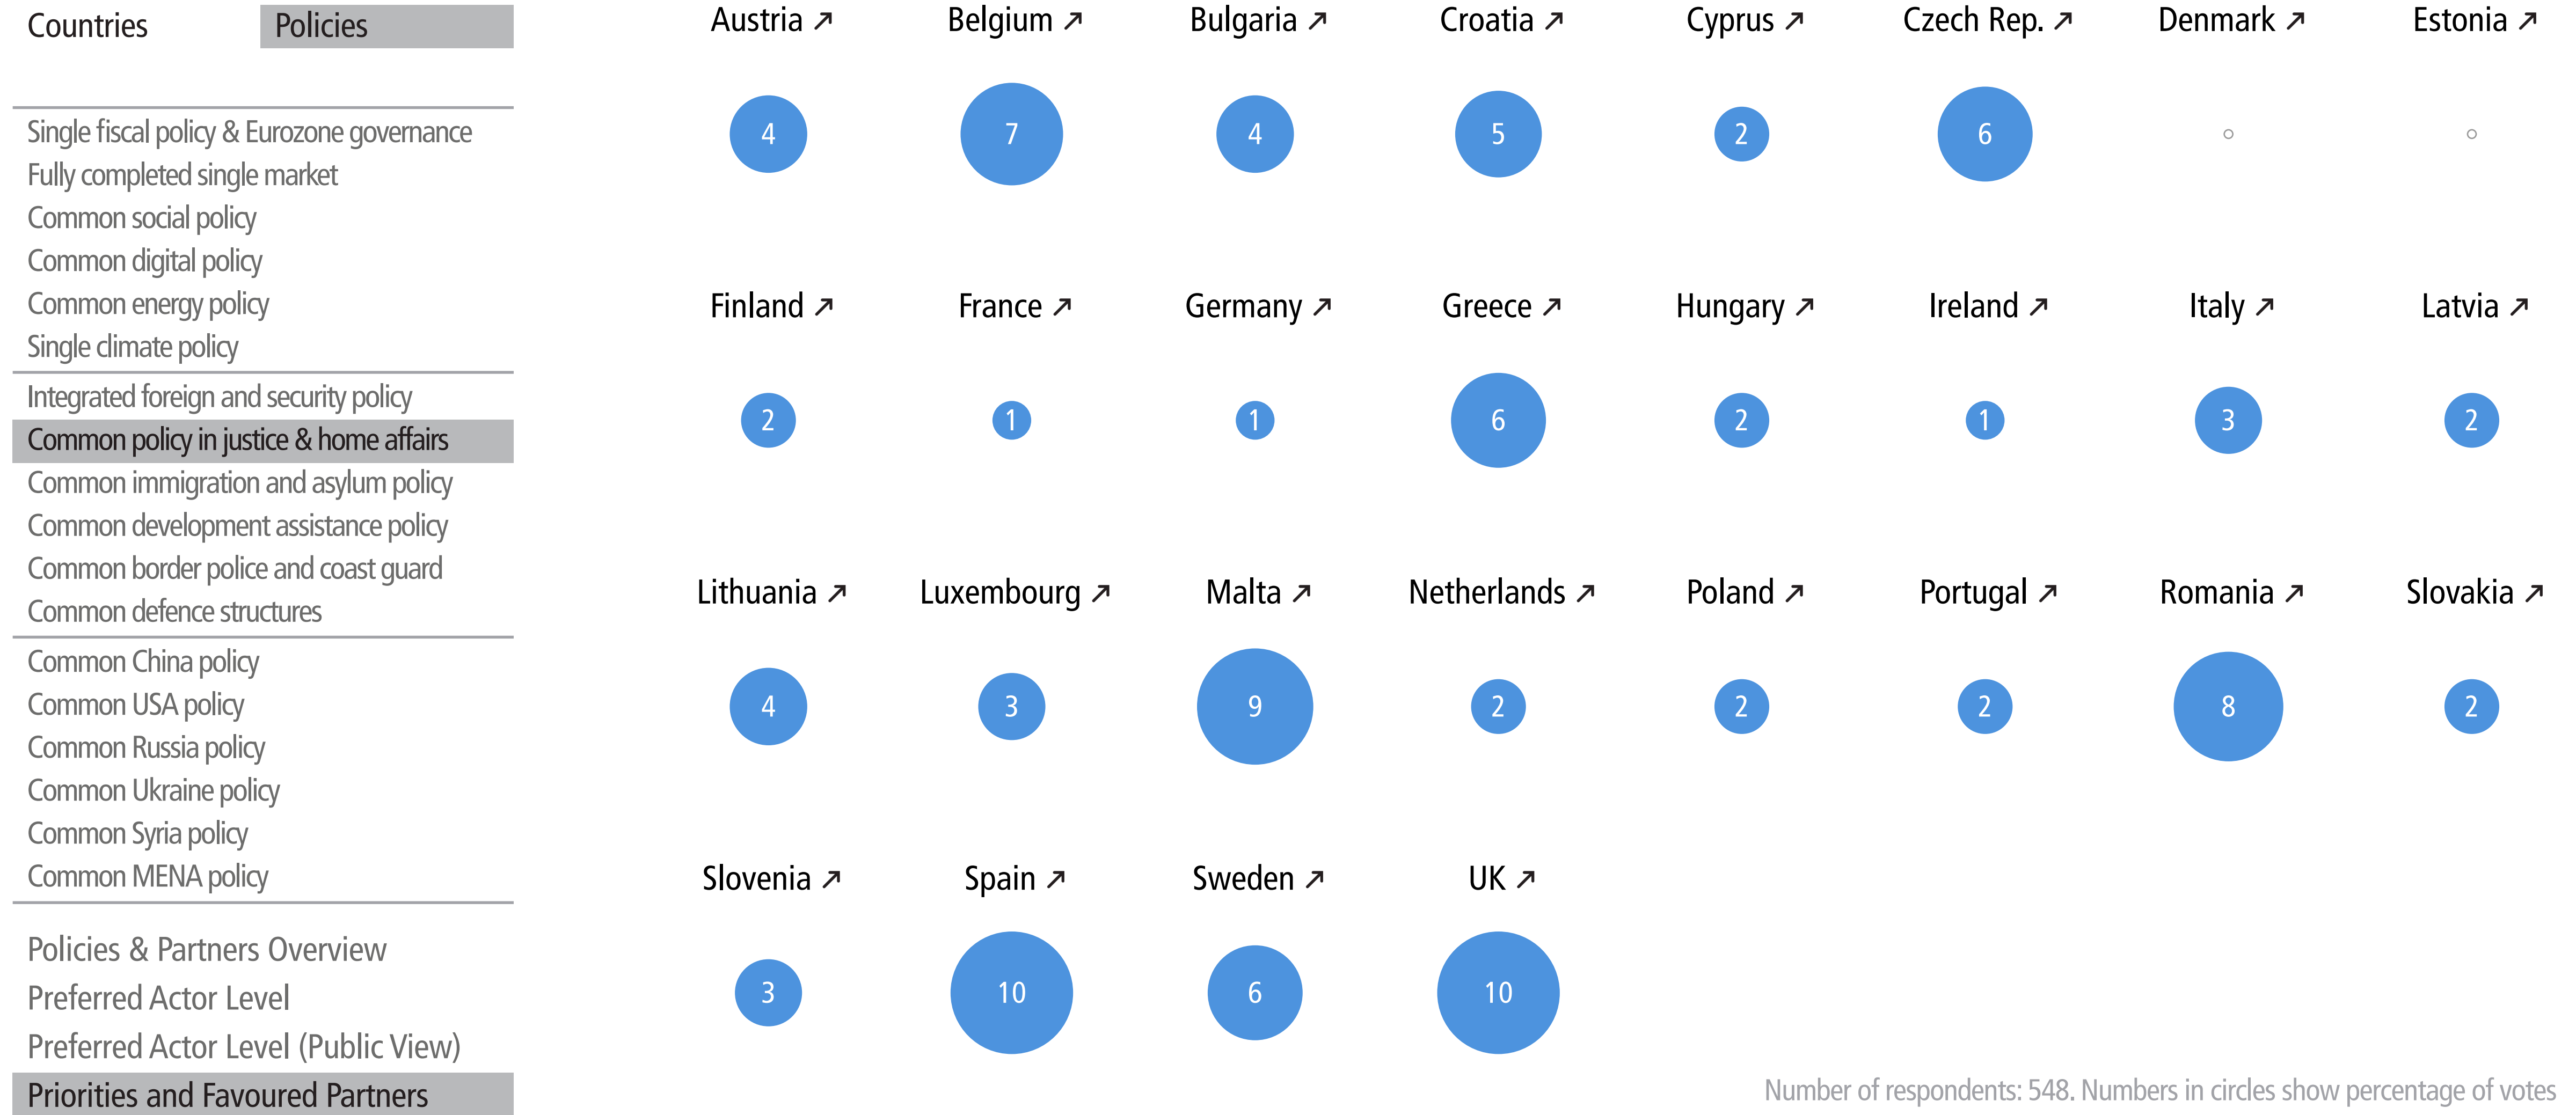 Countries
Policies
Single fiscal policy & Eurozone governance
Fully completed single market
Common social policy
Common digital policy
Common energy policy
Single climate policy
Integrated foreign and security policy
Common policy in justice & home affairs
Common immigration and asylum policy
Common development assistance policy
Common border police and coast guard
Common defence structures
Common China policy
Common USA policy
Common Russia policy
Common Ukraine policy
Common Syria policy
Common MENA policy
Policies & Partners Overview
Preferred Actor Level
Preferred Actor Level (Public View)
Priorities and Favoured Partners
Austria ↗ Belgium ↗ Bulgaria ↗ Croatia ↗ Cyprus ↗ Czech Rep. ↗ Denmark ↗ Estonia ↗
4 7 4 5 2 6
Finland ↗ France ↗ Germany ↗ Greece ↗ Hungary ↗ Ireland ↗ Italy ↗ Latvia ↗
2 1 1 6 2 1 3 2
Lithuania ↗ Luxembourg ↗ Malta ↗ Netherlands ↗ Poland ↗ Portugal ↗ Romania ↗ Slovakia ↗
4 3 9 2 2 2 8 2
Slovenia ↗ Spain ↗ Sweden ↗ UK ↗
3 10 6 10
Number of respondents: 548. Numbers in circles show percentage of votes